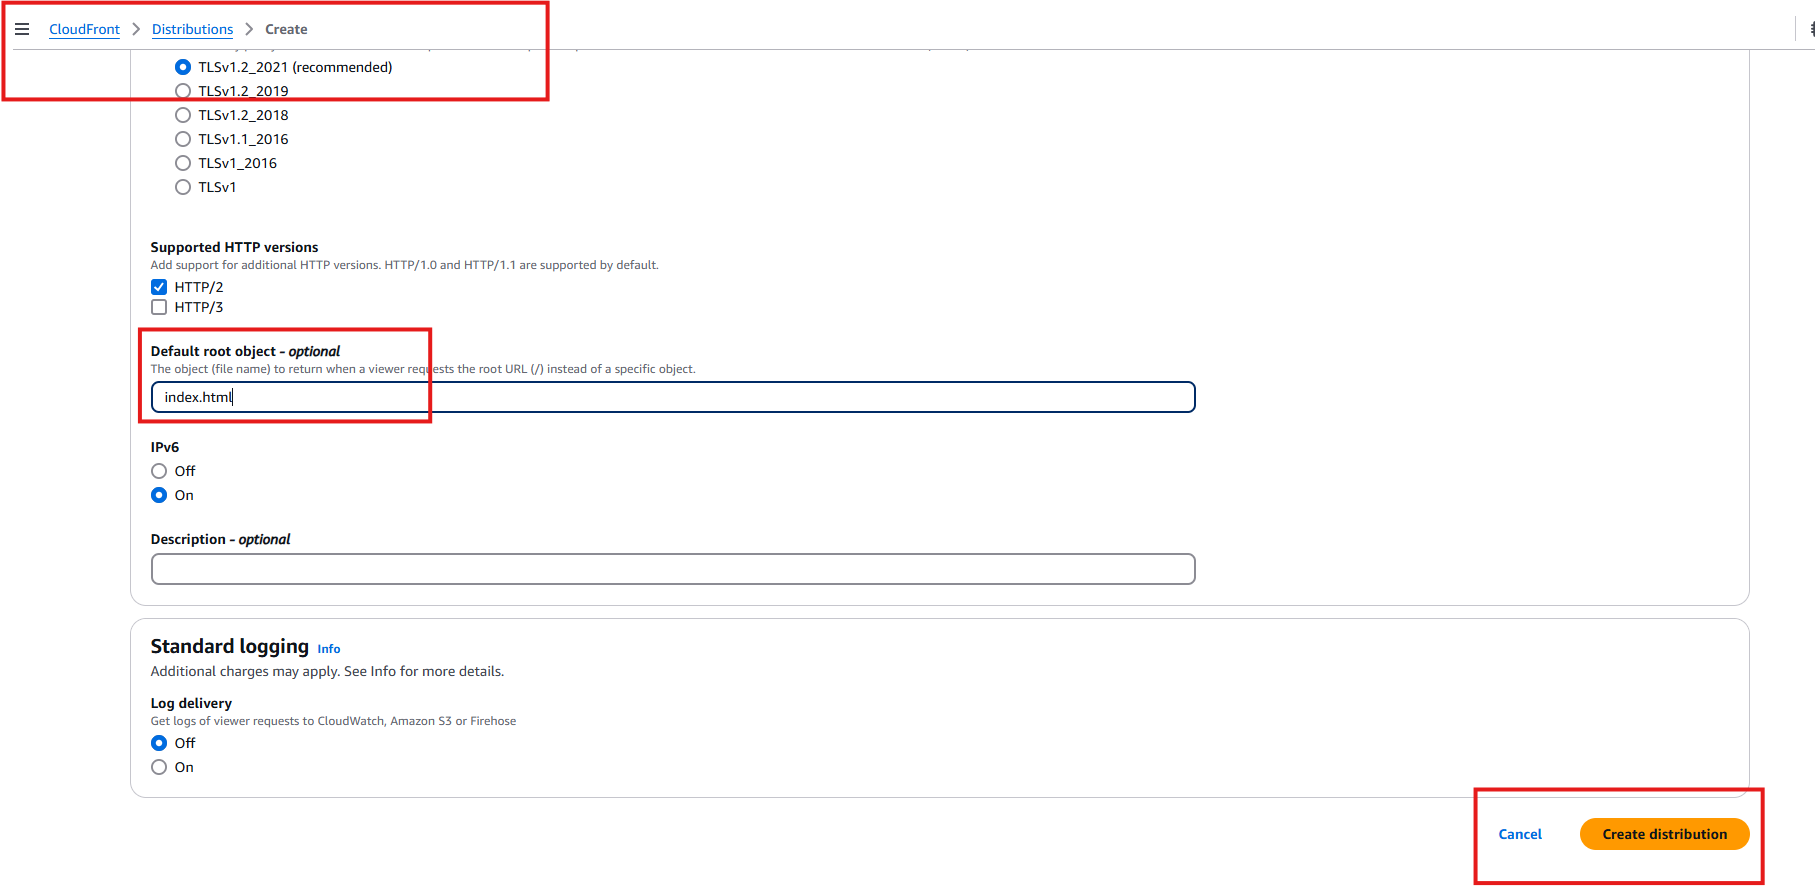 CloudFront > Distributions > Create
TLSv1.2_2021 (recommended)
TLSv1.2_2019
TLSv1.2_2018
TLSv1.1_2016
TLSv1_2016
TLSv1
Supported HTTP versions
Add support for additional HTTP versions. HTTP/1.0 and HTTP/1.1 are supported by default.
HTTP/2
HTTP/3
Default root object - optional
The object (file name) to return when a viewer requests the root URL (/) instead of a specific object.
index.html
IPv6
Off
On
Description - optional
Standard logging Info
Additional charges may apply. See Info for more details.
Log delivery
Get logs of viewer requests to CloudWatch, Amazon S3 or Firehose
Off
On
Cancel Create distribution